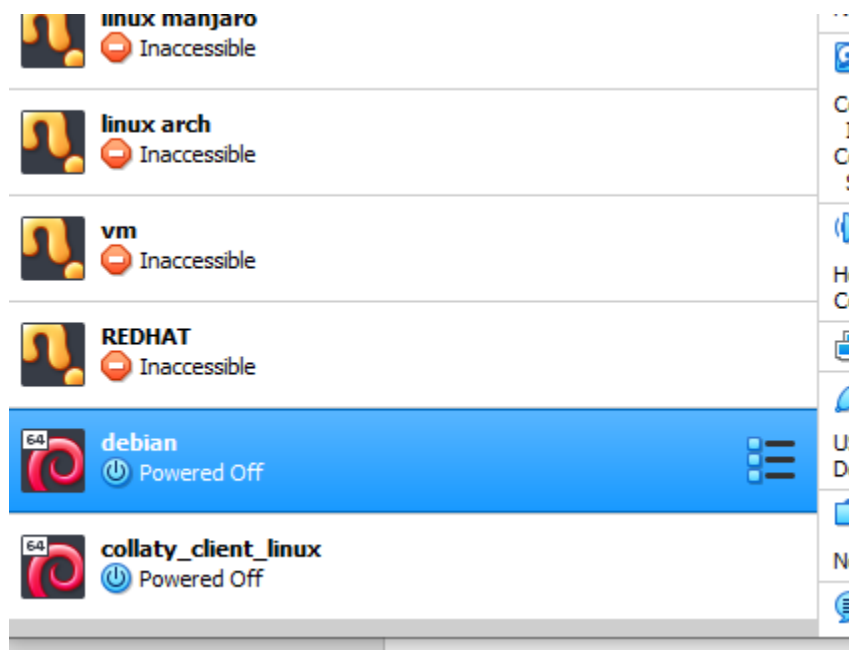 linux manjaro
Inaccessible
linux arch
Inaccessible
vm
Inaccessible
REDHAT
Inaccessible
64
debian
Powered Off
64
collaty_client_linux
Powered Off